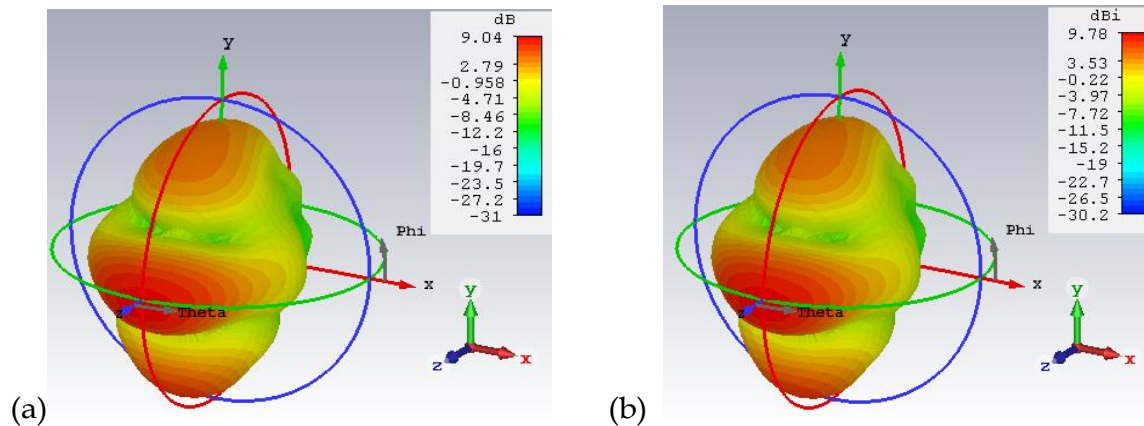 dB
9.04
2.79
-0.958
-4.71
-8.46
-12.2
-16
-19.7
-23.5
-27.2
-31
y
Phi
x
z Theta
y
z x
(a)
dBi
9.78
3.53
-0.22
-3.97
-7.72
-11.5
-15.2
-19
-22.7
-26.5
-30.2
y
Phi
x
z Theta
y
z x
(b)